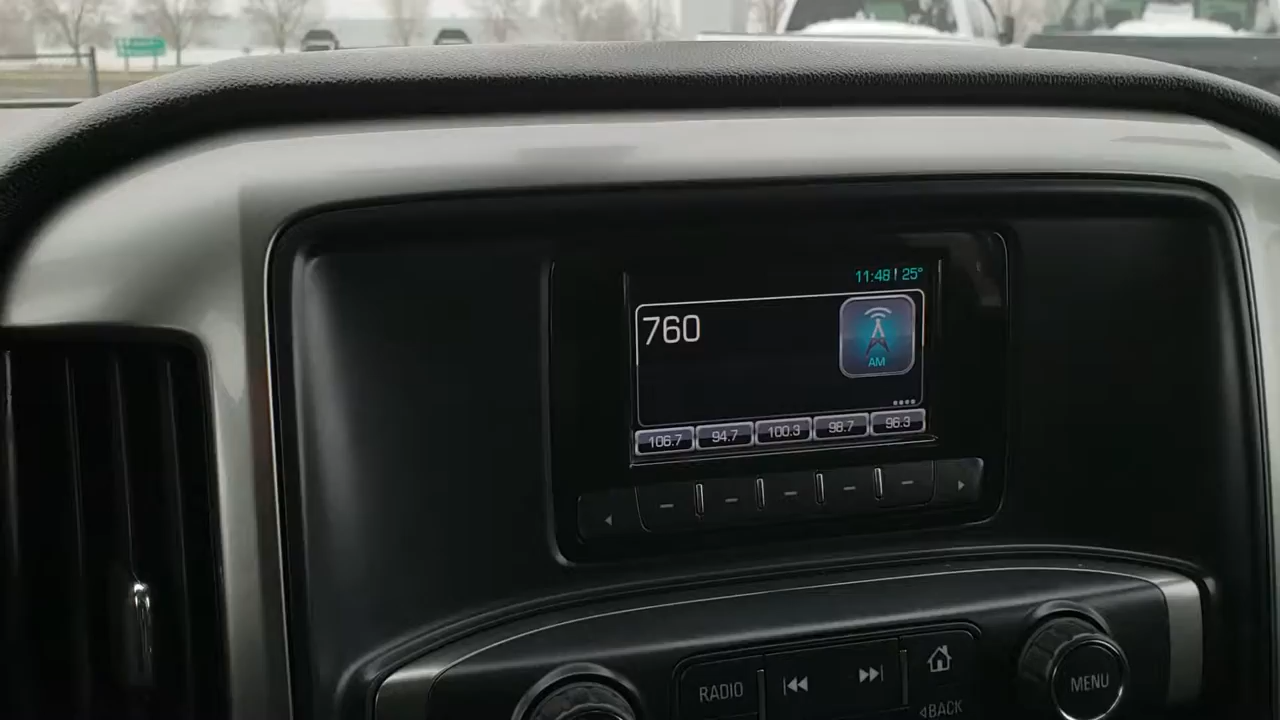 11:48 25°
760
AM
106.7 94.7 100.3 98.7 96.3
RADIO
MENU
BACK